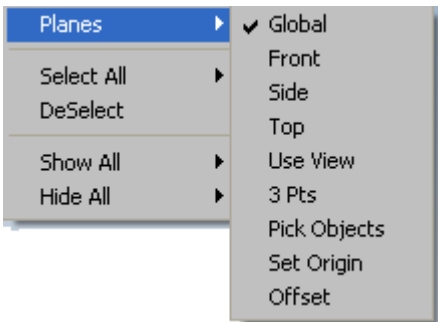 Planes
Select All
DeSelect
Show All
Hide All
Global
Front
Side
Top
Use View
3 Pts
Pick Objects
Set Origin
Offset